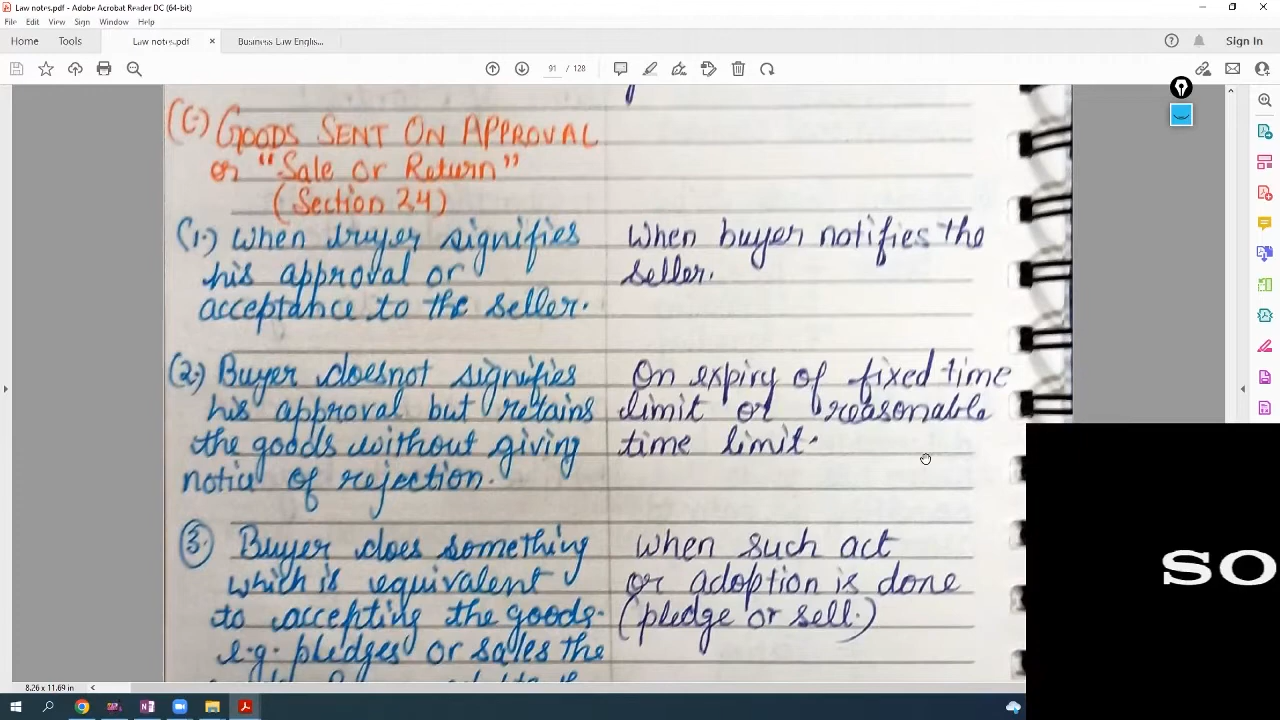 Law notes.pdf - Adobe Acrobat Reader DC (64-bit)
File Edit View Sign Window Help
Home Tools Law notes.pdf × Business Law Englis... Sign In
91 / 128
(C.) GOODS SENT ON APPROVAL
or "Sale or Return"
(Section 24)
(1.) When buyer signifies
his approval or
acceptance to the seller.
When buyer notifies the
seller.
(2.) Buyer doesnot signifies
his approval but retains
the goods without giving
notice of rejection.
On expiry of fixed time
limit or reasonable
time limit.
(3.) Buyer does something
which is equivalent
to accepting the goods.
e.g. pledges or sales the
When such act
or adoption is done
(pledge or sell.)
8.26 x 11.69 in
SO